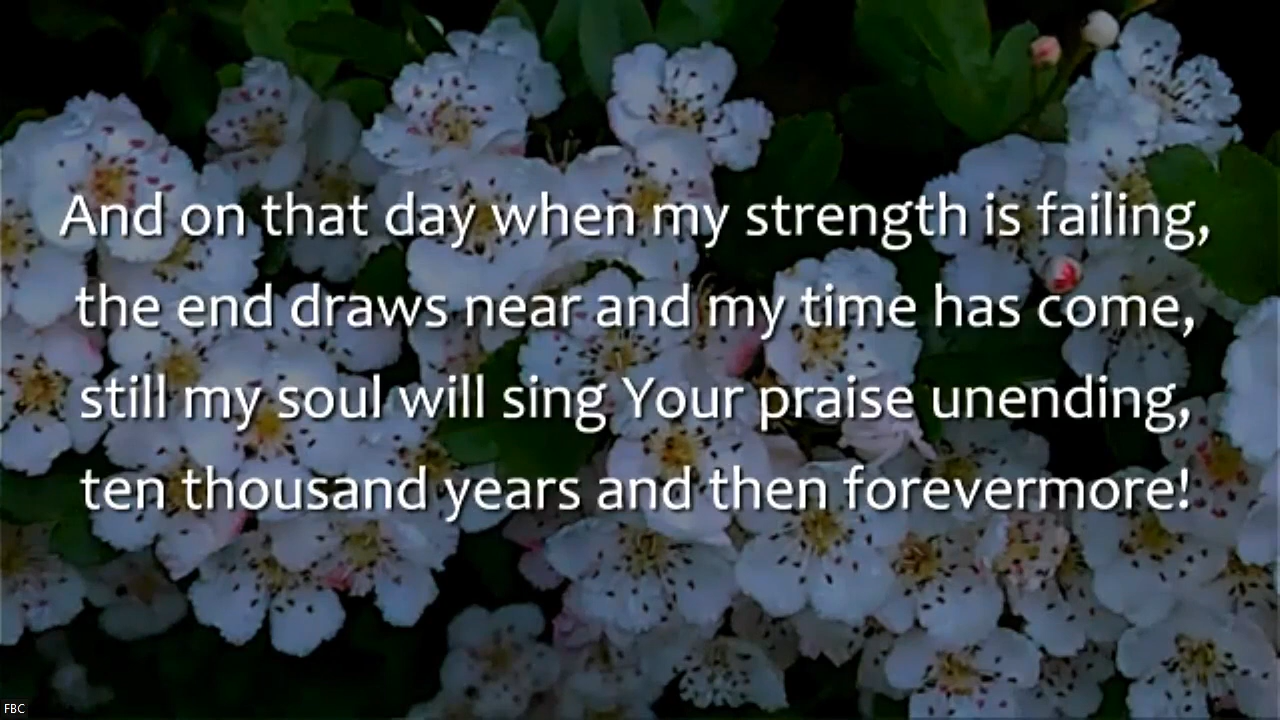 And on that day when my strength is failing,
the end draws near and my time has come,
still my soul will sing Your praise unending,
ten thousand years and then forevermore!
FBC